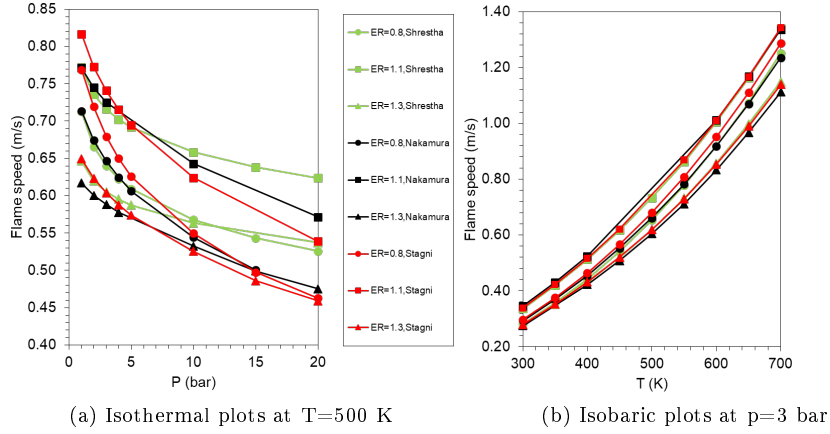 0.85
0.80
0.75
0.70
0.65
0.60
0.55
0.50
0.45
0.40
Flame speed (m/s)
0
5
10
15
20
P (bar)
ER=0.8,Shrestha
ER=1.1,Shrestha
ER=1.3,Shrestha
ER=0.8,Nakamura
ER=1.1,Nakamura
ER=1.3,Nakamura
ER=0.8,Stagni
ER=1.1,Stagni
ER=1.3,Stagni
1.40
1.20
1.00
0.80
0.60
0.40
0.20
Flame speed (m/s)
300
400
500
600
700
T (K)
(a) Isothermal plots at T=500 K
(b) Isobaric plots at p=3 bar